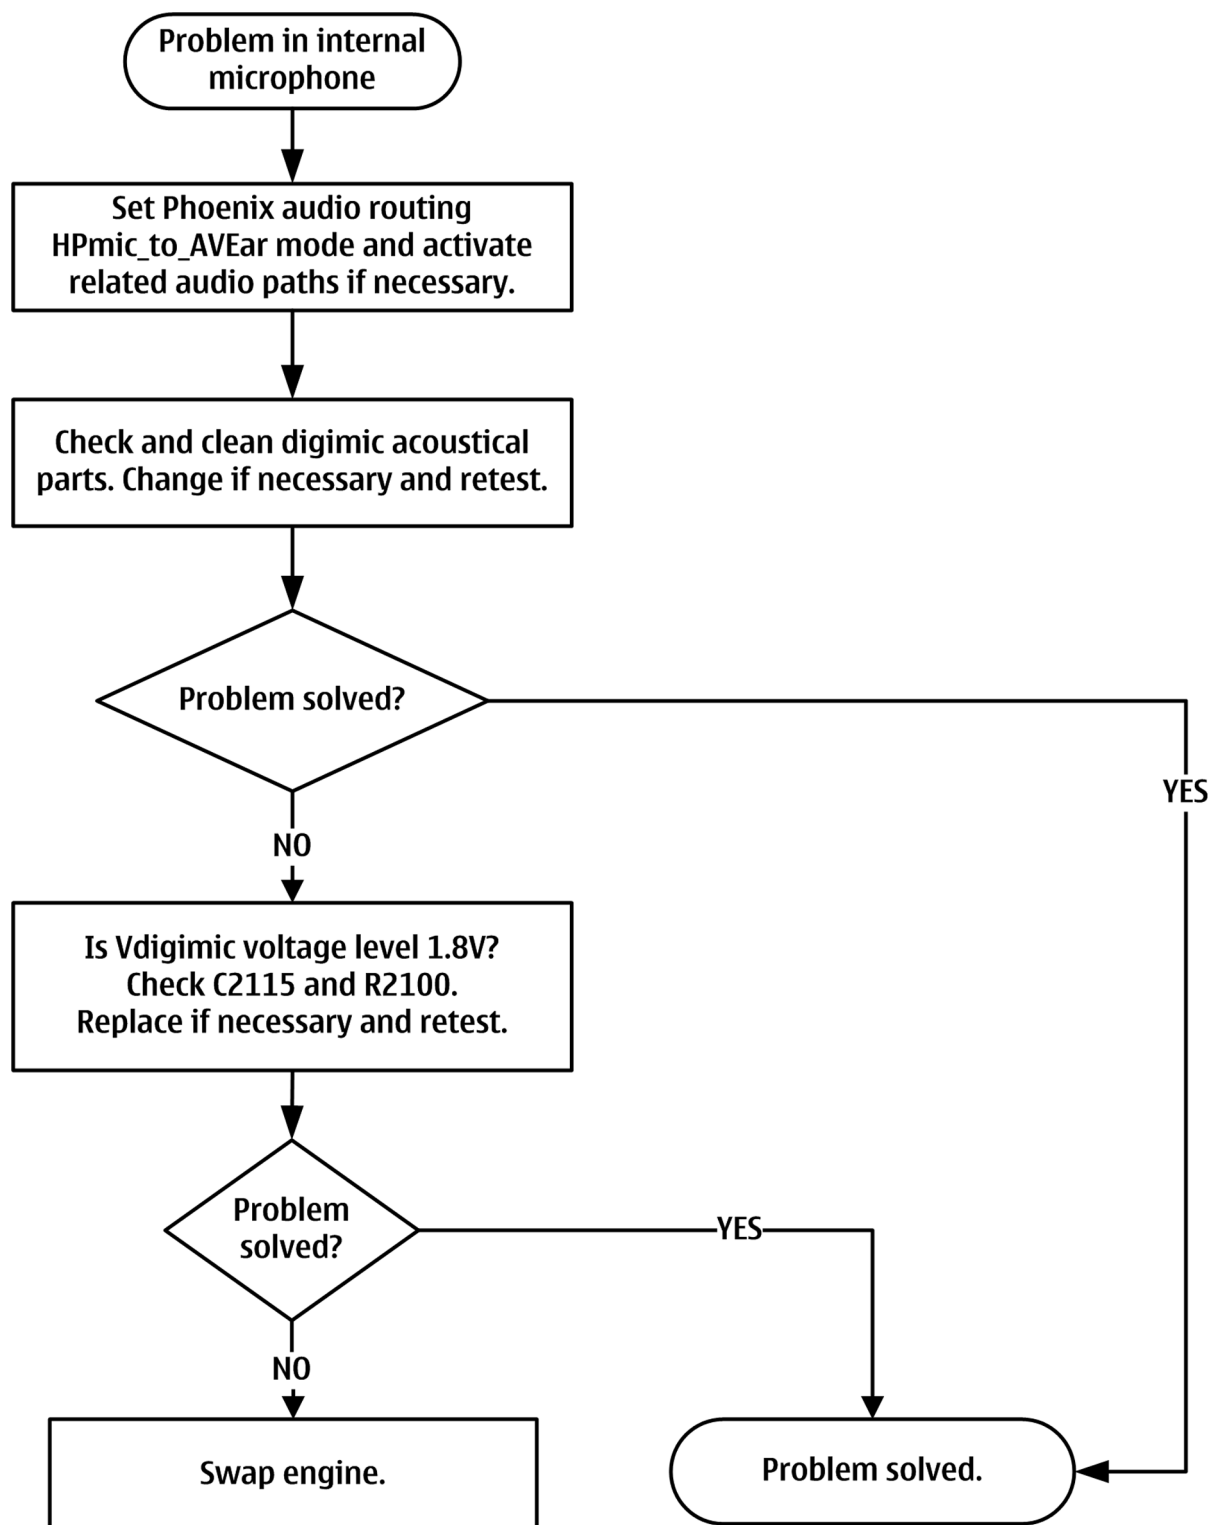 Problem in internal
microphone
Set Phoenix audio routing
HPmic_to_AVEar mode and activate
related audio paths if necessary.
Check and clean digimic acoustical
parts. Change if necessary and retest.
Problem solved?
YES
NO
Is Vdigimic voltage level 1.8V?
Check C2115 and R2100.
Replace if necessary and retest.
Problem
solved?
YES
NO
Swap engine.
Problem solved.